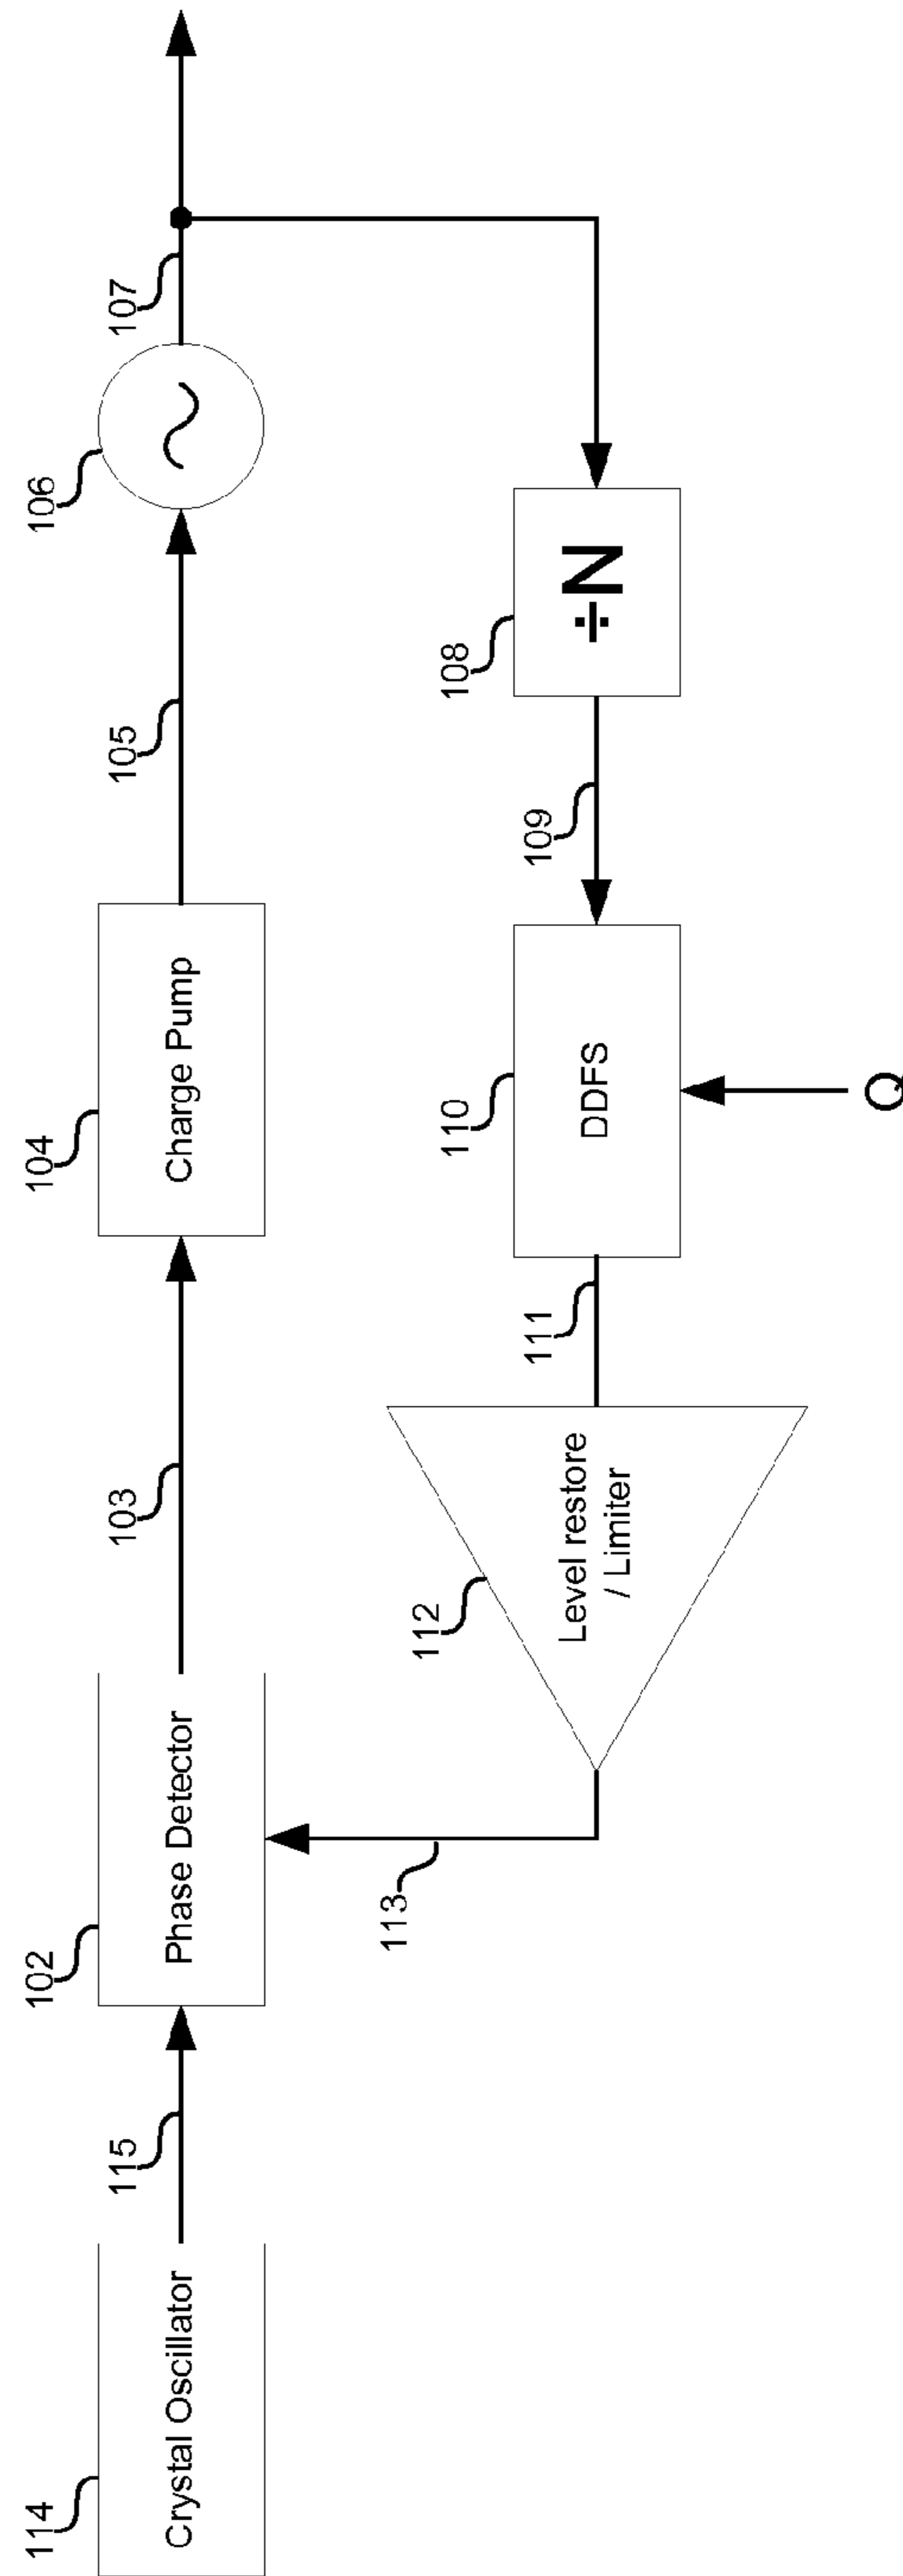 114
Crystal Oscillator
115
102
Phase Detector
103
104
Charge Pump
105
106
107
113
112
Level restore
/ Limiter
111
110
DDFS
109
108
÷N
Q